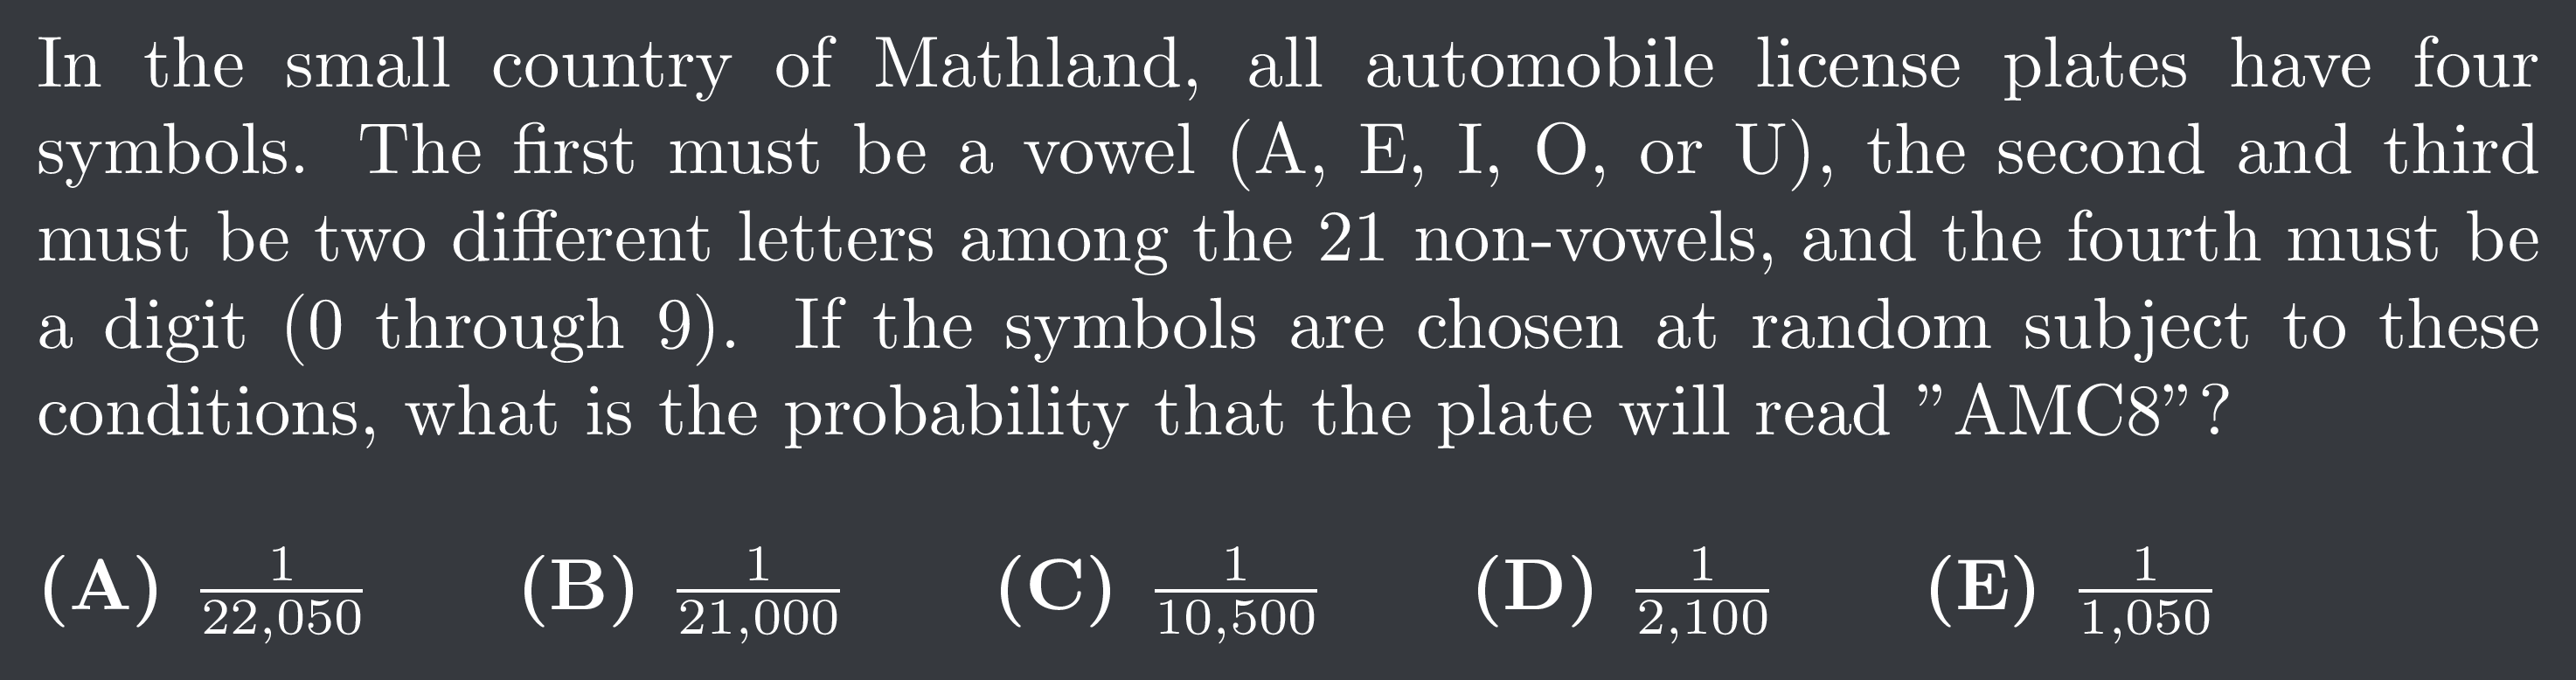 In the small country of Mathland, all automobile license plates have four
symbols. The first must be a vowel (A, E, I, O, or U), the second and third
must be two different letters among the 21 non-vowels, and the fourth must be
a digit (0 through 9). If the symbols are chosen at random subject to these
conditions, what is the probability that the plate will read ”AMC8”?
(A) 1/22,050 (B) 1/21,000 (C) 1/10,500 (D) 1/2,100 (E) 1/1,050